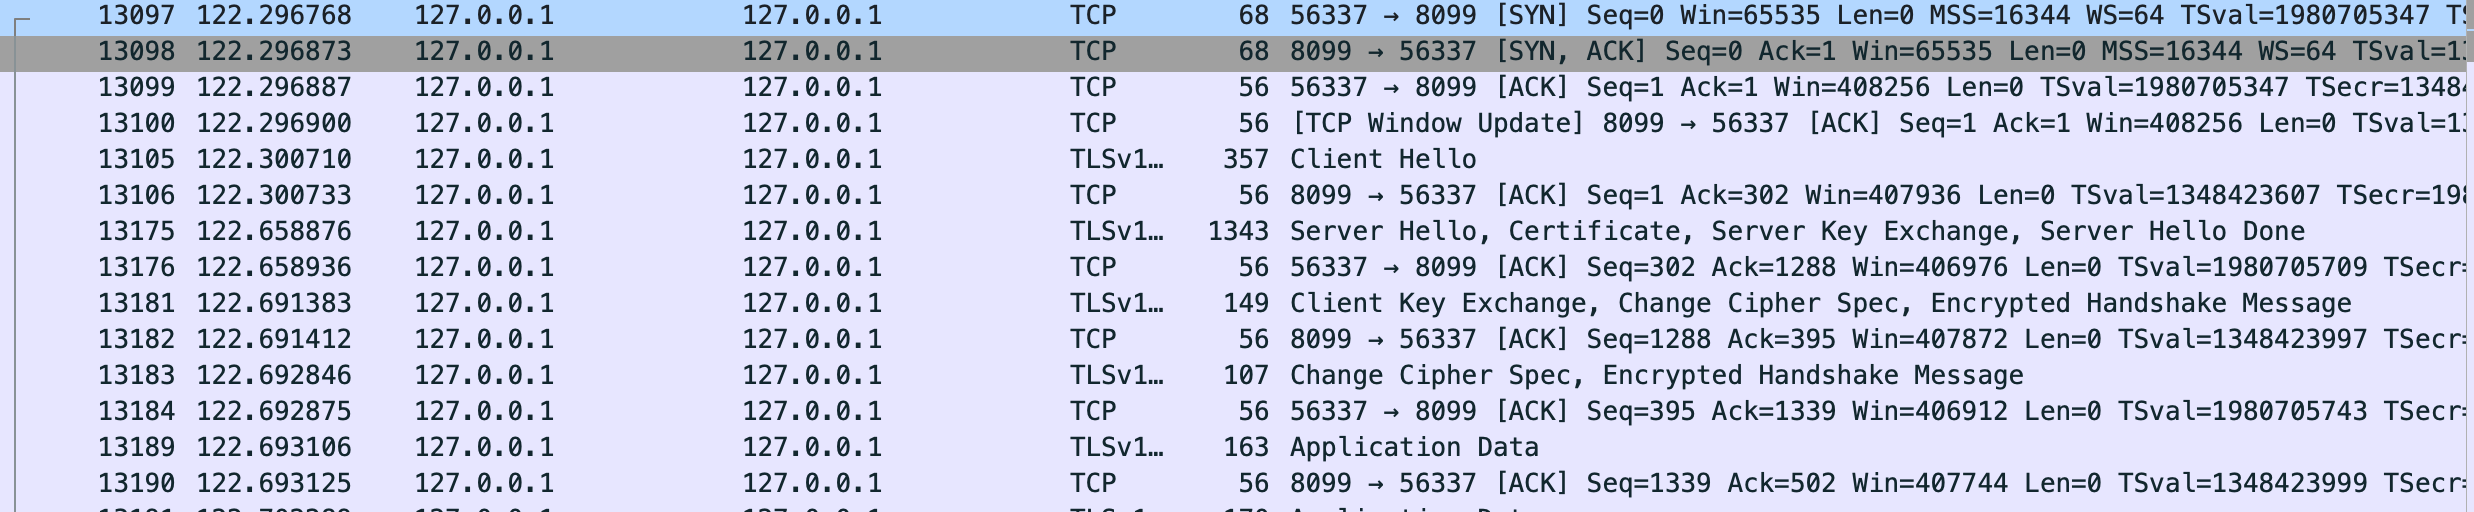 13097 122.296768 127.0.0.1 127.0.0.1 TCP 68 56337 → 8099 [SYN] Seq=0 Win=65535 Len=0 MSS=16344 WS=64 TSval=1980705347
13098 122.296873 127.0.0.1 127.0.0.1 TCP 68 8099 → 56337 [SYN, ACK] Seq=0 Ack=1 Win=65535 Len=0 MSS=16344 WS=64
13099 122.296887 127.0.0.1 127.0.0.1 TCP 56 56337 → 8099 [ACK] Seq=1 Ack=1 Win=408256 Len=0 TSval=1980705347 TSecr=1348
13100 122.296900 127.0.0.1 127.0.0.1 TCP 56 [TCP Window Update] 8099 → 56337 [ACK] Seq=1 Ack=1 Win=408256 Len=0
13105 122.300710 127.0.0.1 127.0.0.1 TLSv1… 357 Client Hello
13106 122.300733 127.0.0.1 127.0.0.1 TCP 56 8099 → 56337 [ACK] Seq=1 Ack=302 Win=407936 Len=0 TSval=1348423607 TSecr=19
13175 122.658876 127.0.0.1 127.0.0.1 TLSv1… 1343 Server Hello, Certificate, Server Key Exchange, Server Hello Done
13176 122.658936 127.0.0.1 127.0.0.1 TCP 56 56337 → 8099 [ACK] Seq=302 Ack=1288 Win=406976 Len=0 TSval=1980705709 TSecr=
13181 122.691383 127.0.0.1 127.0.0.1 TLSv1… 149 Client Key Exchange, Change Cipher Spec, Encrypted Handshake Message
13182 122.691412 127.0.0.1 127.0.0.1 TCP 56 8099 → 56337 [ACK] Seq=1288 Ack=395 Win=407872 Len=0 TSval=1348423997 TSecr=
13183 122.692846 127.0.0.1 127.0.0.1 TLSv1… 107 Change Cipher Spec, Encrypted Handshake Message
13184 122.692875 127.0.0.1 127.0.0.1 TCP 56 56337 → 8099 [ACK] Seq=395 Ack=1339 Win=406912 Len=0 TSval=1980705743 TSecr=
13189 122.693106 127.0.0.1 127.0.0.1 TLSv1… 163 Application Data
13190 122.693125 127.0.0.1 127.0.0.1 TCP 56 8099 → 56337 [ACK] Seq=1339 Ack=502 Win=407744 Len=0 TSval=1348423999 TSecr=